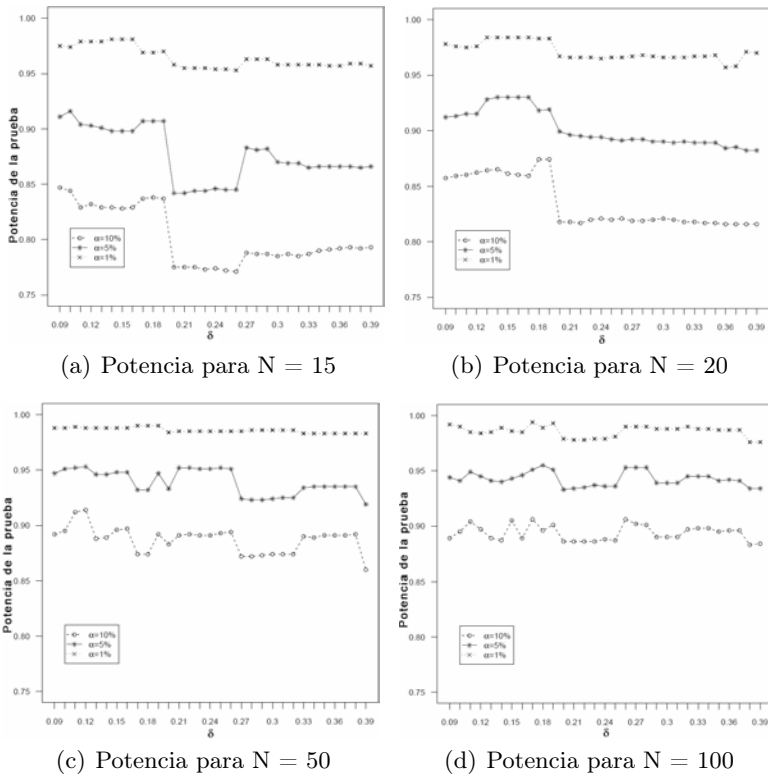 1.00
0.95
0.90
0.85
0.80
0.75
Potencia de la prueba
α=10%
α=5%
α=1%
0.09 0.12 0.15 0.18 0.21 0.24 0.27 0.3 0.33 0.36 0.39
δ
(a) Potencia para N = 15
1.00
0.95
0.90
0.85
0.80
0.75
α=10%
α=5%
α=1%
0.09 0.12 0.15 0.18 0.21 0.24 0.27 0.3 0.33 0.36 0.39
δ
(b) Potencia para N = 20
1.00
0.95
0.90
0.85
0.80
0.75
Potencia de la prueba
α=10%
α=5%
α=1%
0.09 0.12 0.15 0.18 0.21 0.24 0.27 0.3 0.33 0.36 0.39
δ
(c) Potencia para N = 50
1.00
0.95
0.90
0.85
0.80
0.75
Potencia de la prueba
α=10%
α=5%
α=1%
0.09 0.12 0.15 0.18 0.21 0.24 0.27 0.3 0.33 0.36 0.39
δ
(d) Potencia para N = 100